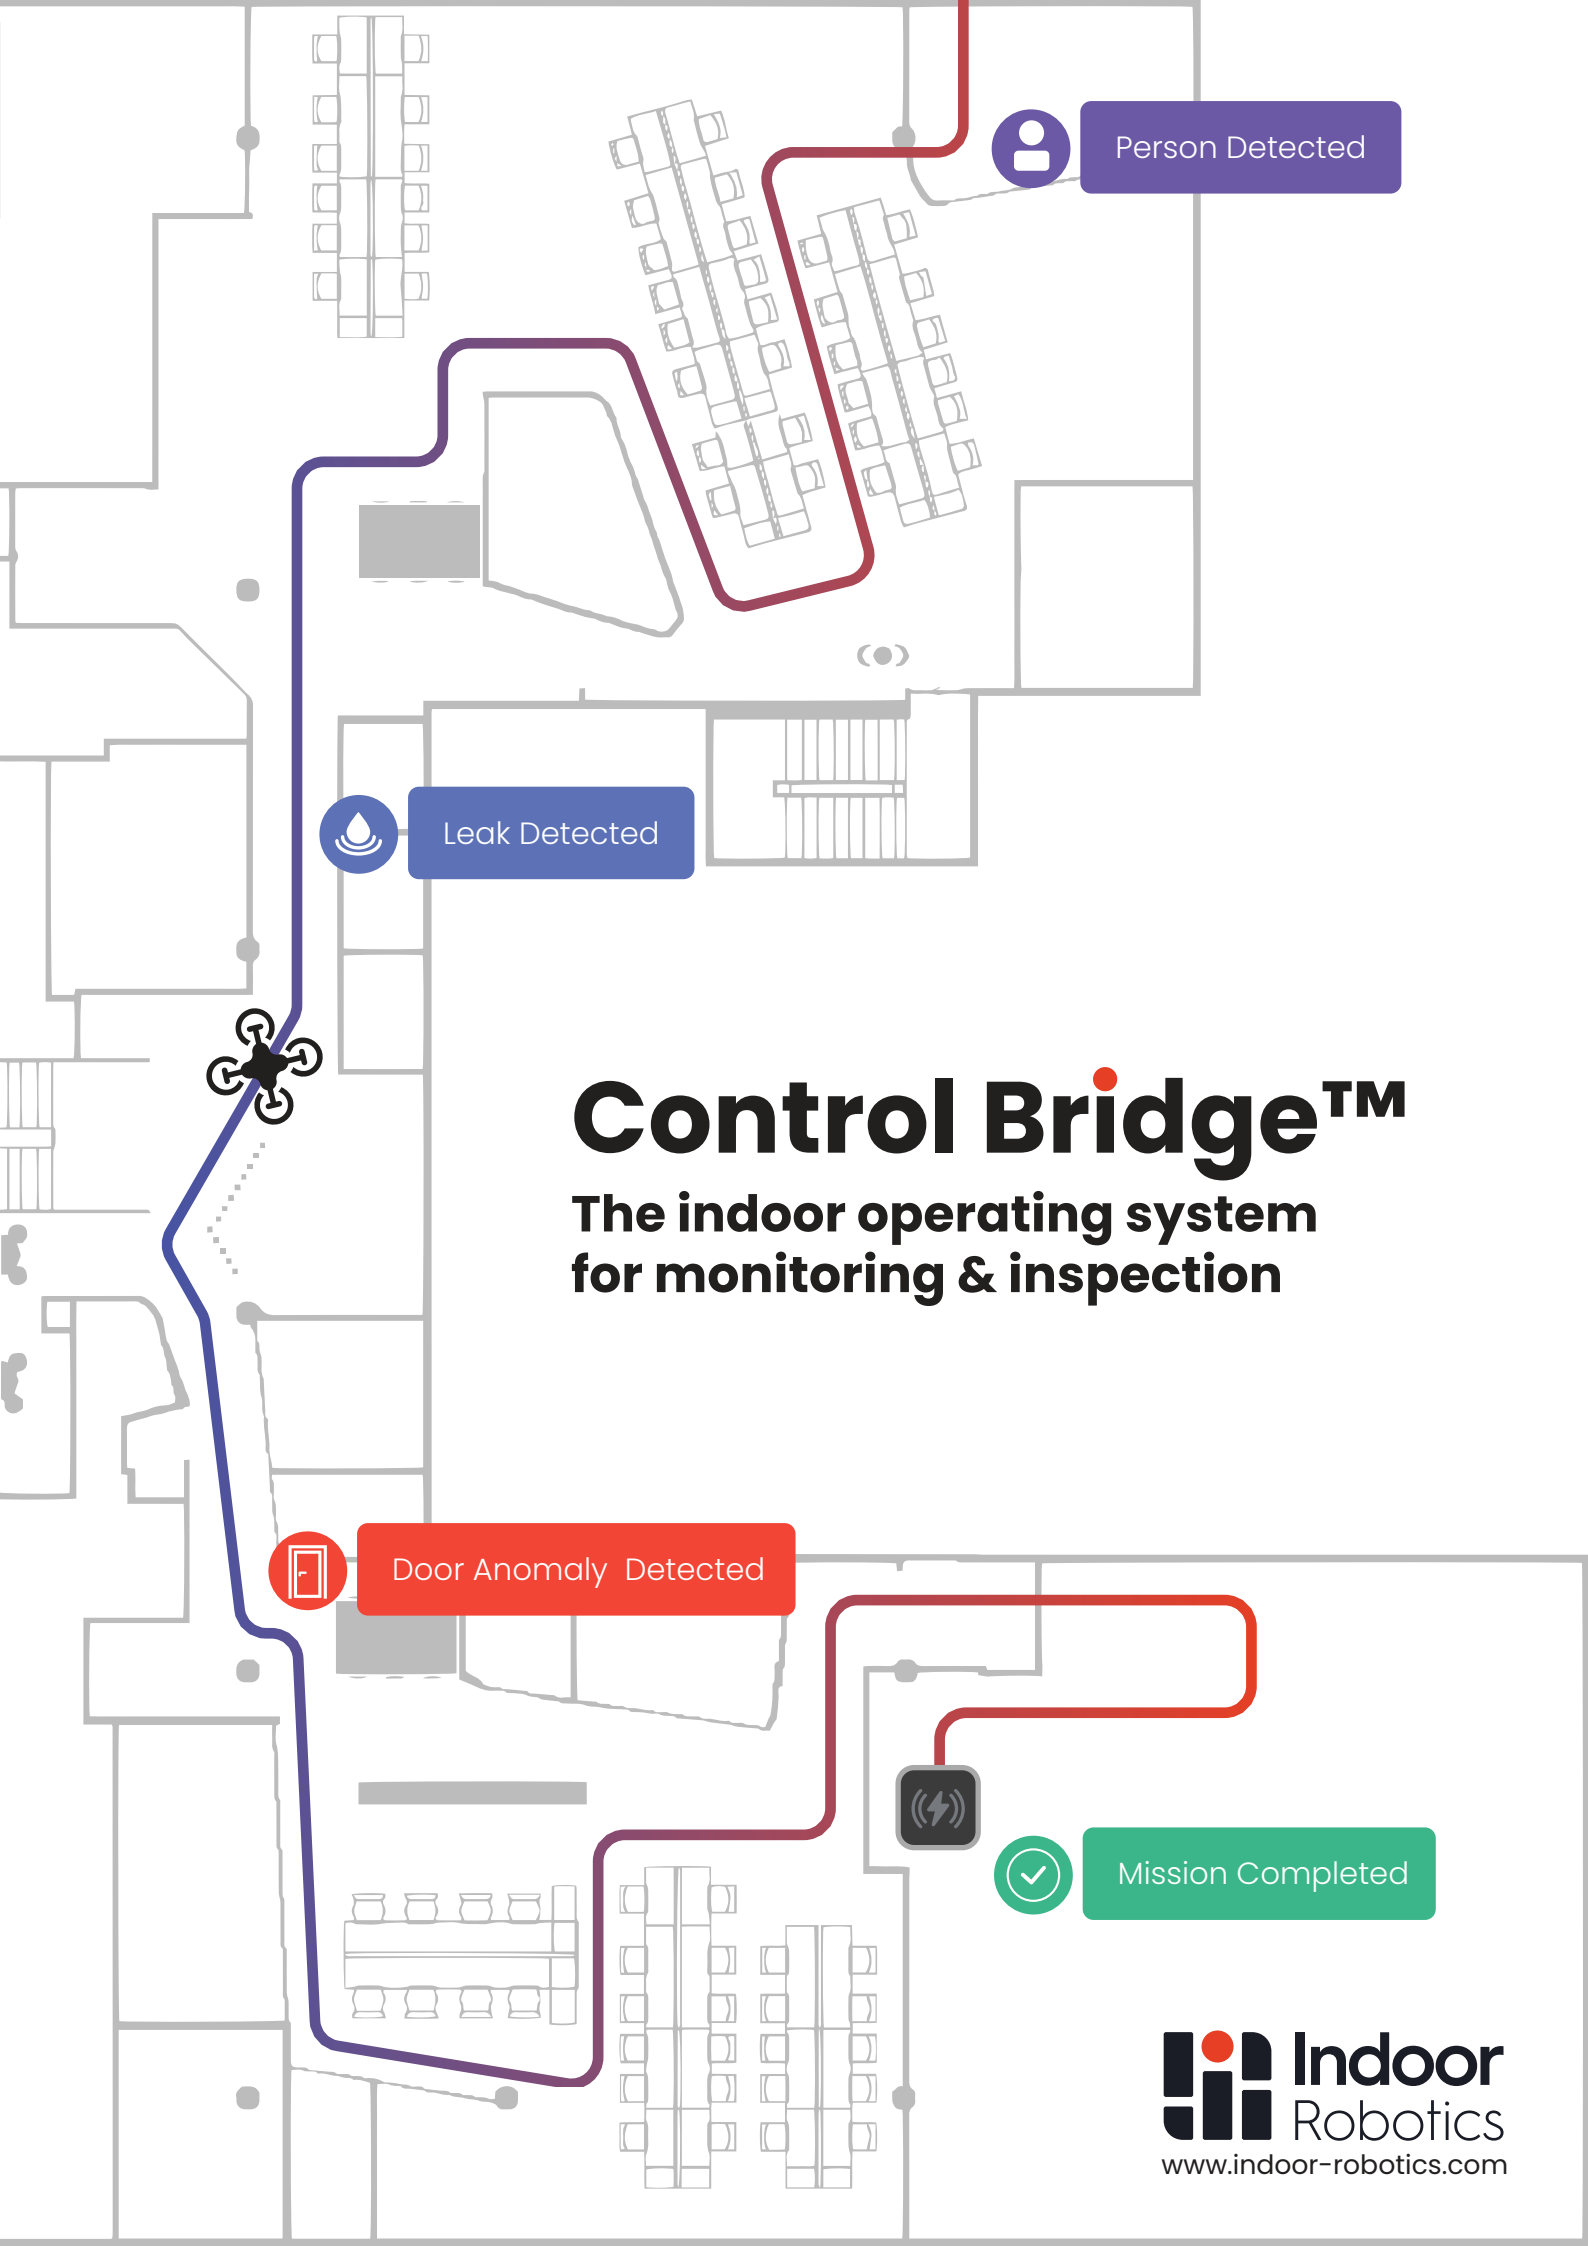 Person Detected
Leak Detected
Control Bridge™
The indoor operating system
for monitoring & inspection
Door Anomaly  Detected
Mission Completed
Indoor
Robotics
www.indoor-robotics.com